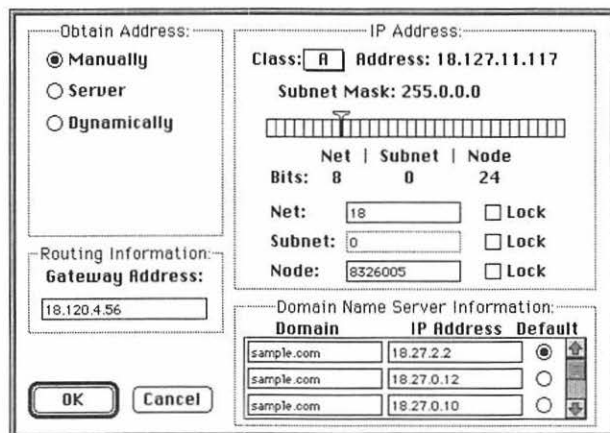 Obtain Address:
Manually
Server
Dynamically
Routing Information:
Gateway Address:
18.120.4.56
OK
Cancel
IP Address:
Class: A Address: 18.127.11.117
Subnet Mask: 255.0.0.0
Net | Subnet | Node
Bits: 8 0 24
Net: 18 Lock
Subnet: 0 Lock
Node: 8326005 Lock
Domain Name Server Information:
Domain IP Address Default
sample.com 18.27.2.2
sample.com 18.27.0.12
sample.com 18.27.0.10